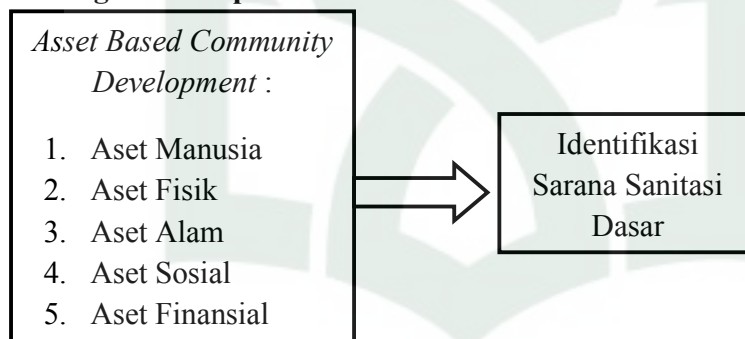 Asset Based Community
Development :
1. Aset Manusia
2. Aset Fisik
3. Aset Alam
4. Aset Sosial
5. Aset Finansial
Identifikasi
Sarana Sanitasi
Dasar